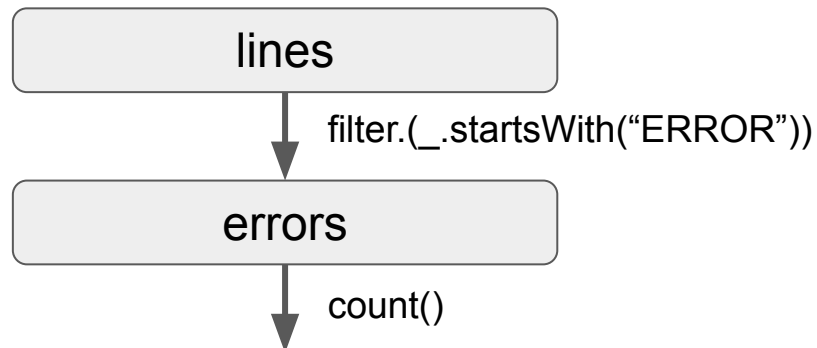 lines
filter.(_.startsWith(“ERROR”))
errors
count()